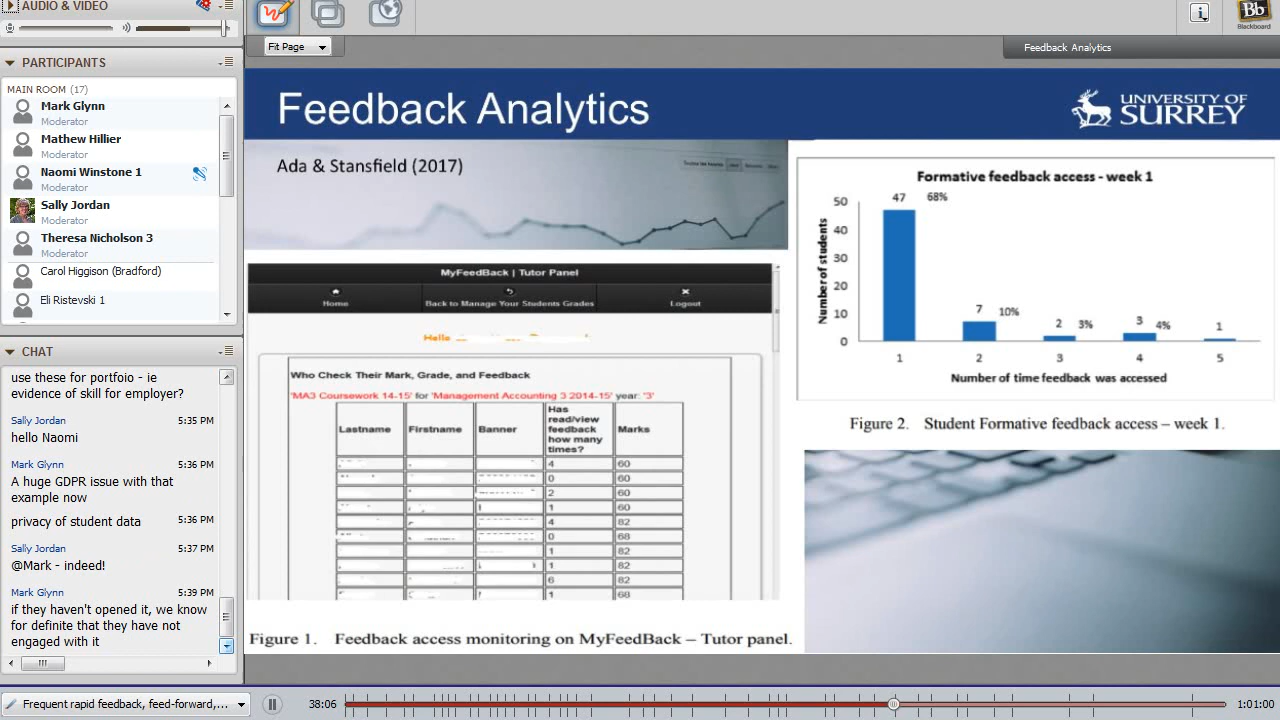 AUDIO & VIDEO
PARTICIPANTS
MAIN ROOM (17)
Mark Glynn
Moderator
Mathew Hillier
Moderator
Naomi Winstone 1
Moderator
Sally Jordan
Moderator
Theresa Nicholson 3
Moderator
Carol Higgison (Bradford)
Eli Ristevski 1
CHAT
use these for portfoio - ie
evidence of skill for employer?
Sally Jordan 5:35 PM
hello Naomi
Mark Glynn 5:36 PM
A huge GDPR issue with that
example now
privacy of student data 5:36 PM
Sally Jordan 5:37 PM
@Mark - indeed!
Mark Glynn 5:39 PM
if they haven't opened it, we know
for definite that they have not
engaged with it
Frequent rapid feedback, feed-forward,...
Fit Page
Feedback Analytics
i
Bb
Blackboard
Feedback Analytics
UNIVERSITY OF
SURREY
Ada & Stansfield (2017)
MyFeedBack | Tutor Panel
Home Back to Manage Your Students Grades Logout
Hello
Who Check Their Mark, Grade, and Feedback
'MA3 Coursework 14-15' for 'Management Accounting 3 2014-15' year: '3'
Lastname Firstname Banner Has read/view feedback how many times? Marks
4 60
0 60
2 60
1 60
4 82
0 68
1 82
1 82
6 82
1 68
Figure 1. Feedback access monitoring on MyFeedBack – Tutor panel.
Formative feedback access - week 1
Number of students
50
40
30
20
10
0
47 68%
7 10%
2 3%
3 4%
1
1 2 3 4 5
Number of time feedback was accessed
Figure 2. Student Formative feedback access – week 1.
38:06
1:01:00